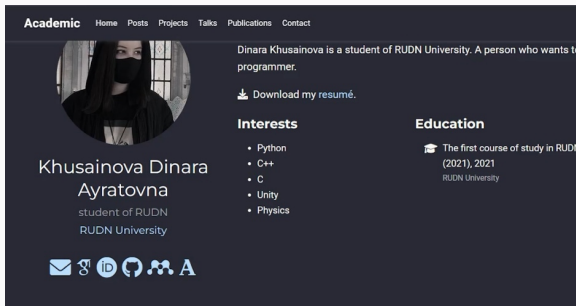 Academic Home Posts Projects Talks Publications Contact
Dinara Khusainova is a student of RUDN University. A person who wants
programmer.
Download my resumé.
Interests
Python
C++
C
Unity
Physics
Education
The first course of study in RUDN
(2021), 2021
RUDN University
Khusainova Dinara
Ayratovna
student of RUDN
RUDN University